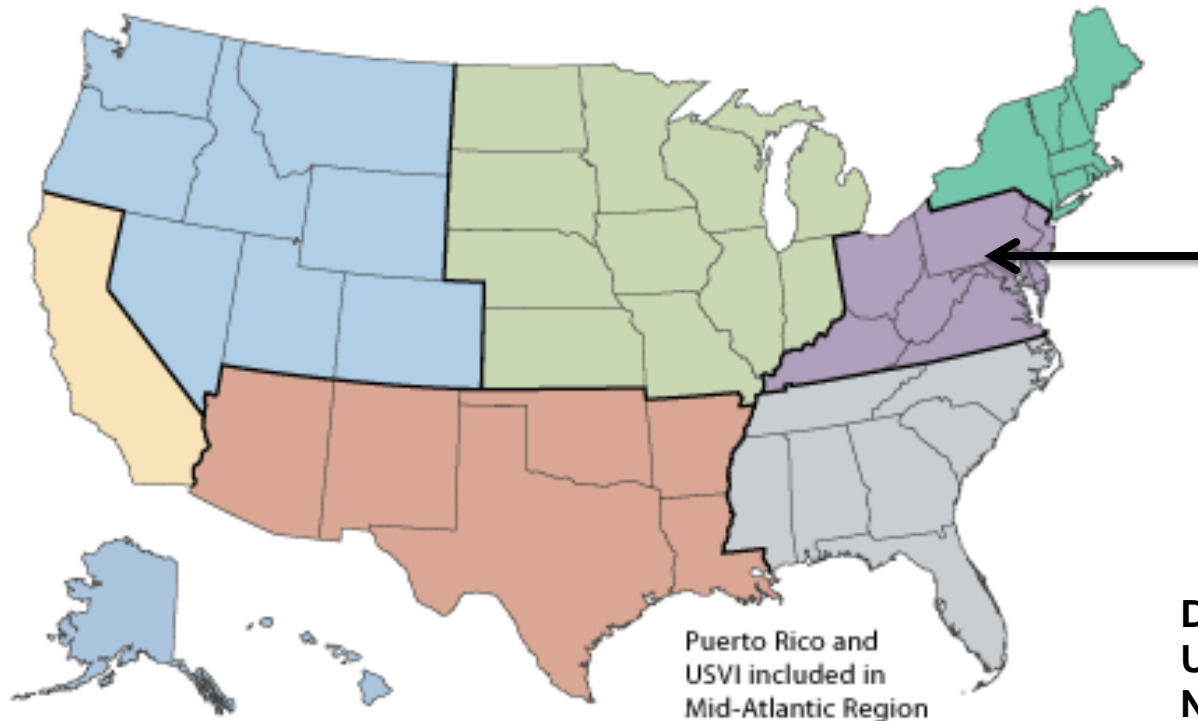 Puerto Rico and
USVI included in
Mid-Atlantic Region
D
U
N